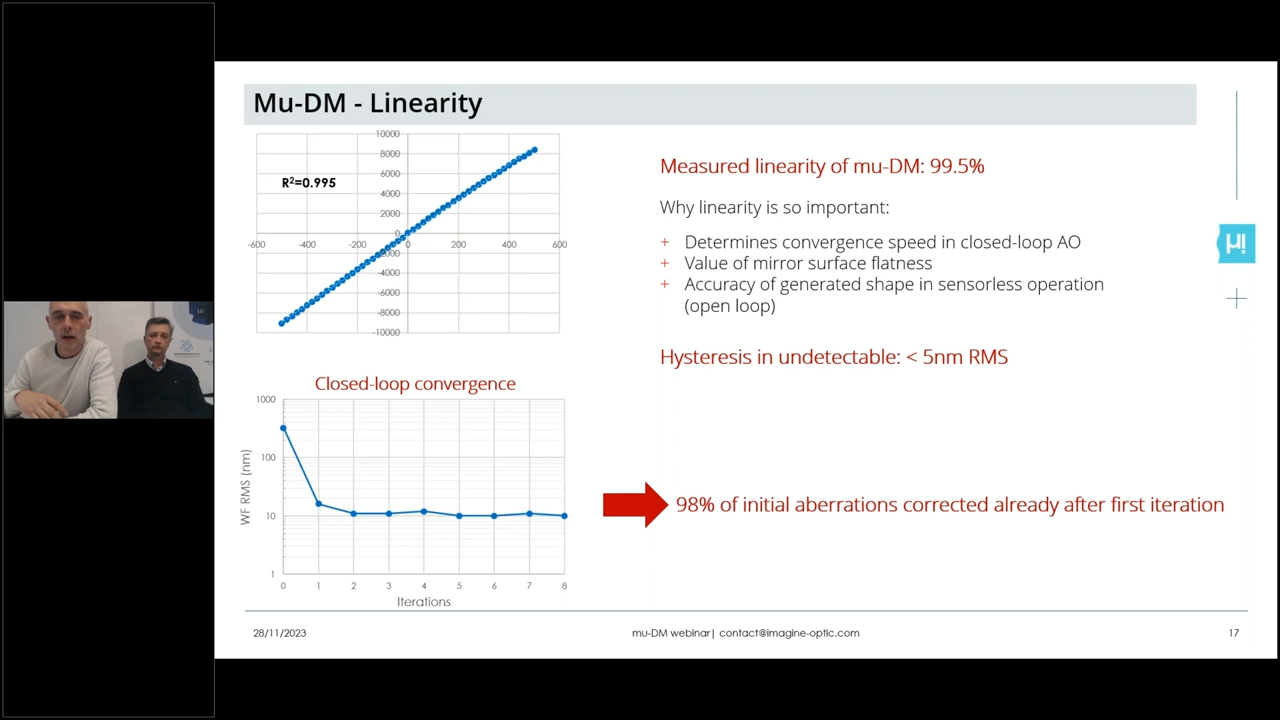 Mu-DM - Linearity
10000
8000
6000
4000
2000
0
-2000
-4000
-6000
-8000
-10000
-600 -400 -200 0 200 400 600
R²=0.995
Measured linearity of mu-DM: 99.5%
Why linearity is so important:
+ Determines convergence speed in closed-loop AO
+ Value of mirror surface flatness
+ Accuracy of generated shape in sensorless operation
(open loop)
Hysteresis in undetectable: < 5nm RMS
Closed-loop convergence
WF RMS (nm)
1000
100
10
1
0 1 2 3 4 5 6 7 8
Iterations
98% of initial aberrations corrected already after first iteration
μ!
28/11/2023
mu-DM webinar| contact@imagine-optic.com
17